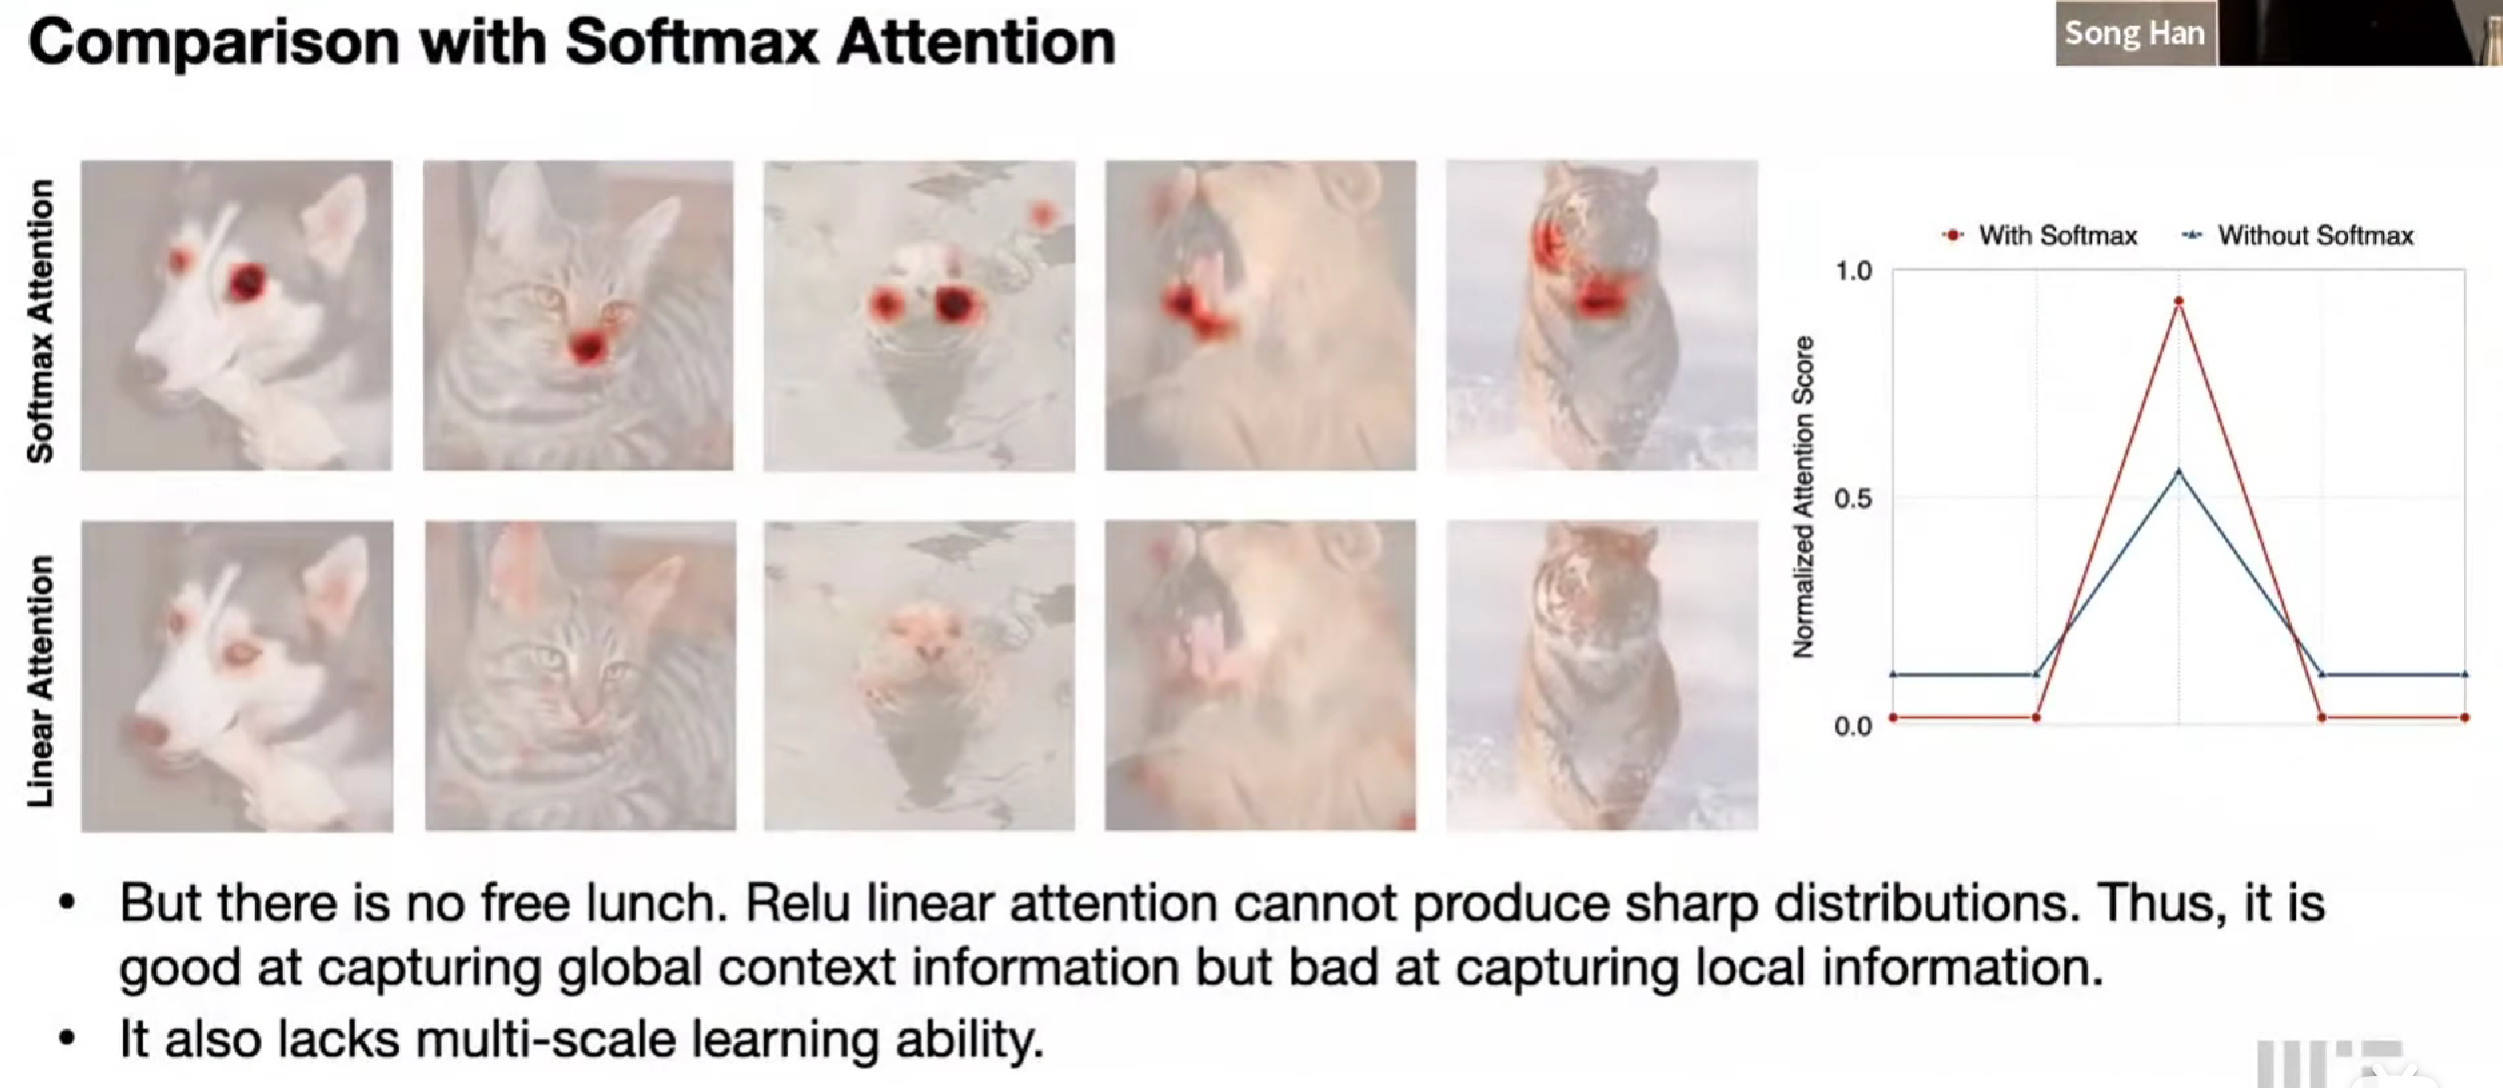 Comparison with Softmax Attention
Song Han
Softmax Attention
Linear Attention
With Softmax
Without Softmax
Normalized Attention Score
1.0
0.5
0.0
• But there is no free lunch. Relu linear attention cannot produce sharp distributions. Thus, it is
good at capturing global context information but bad at capturing local information.
• It also lacks multi-scale learning ability.